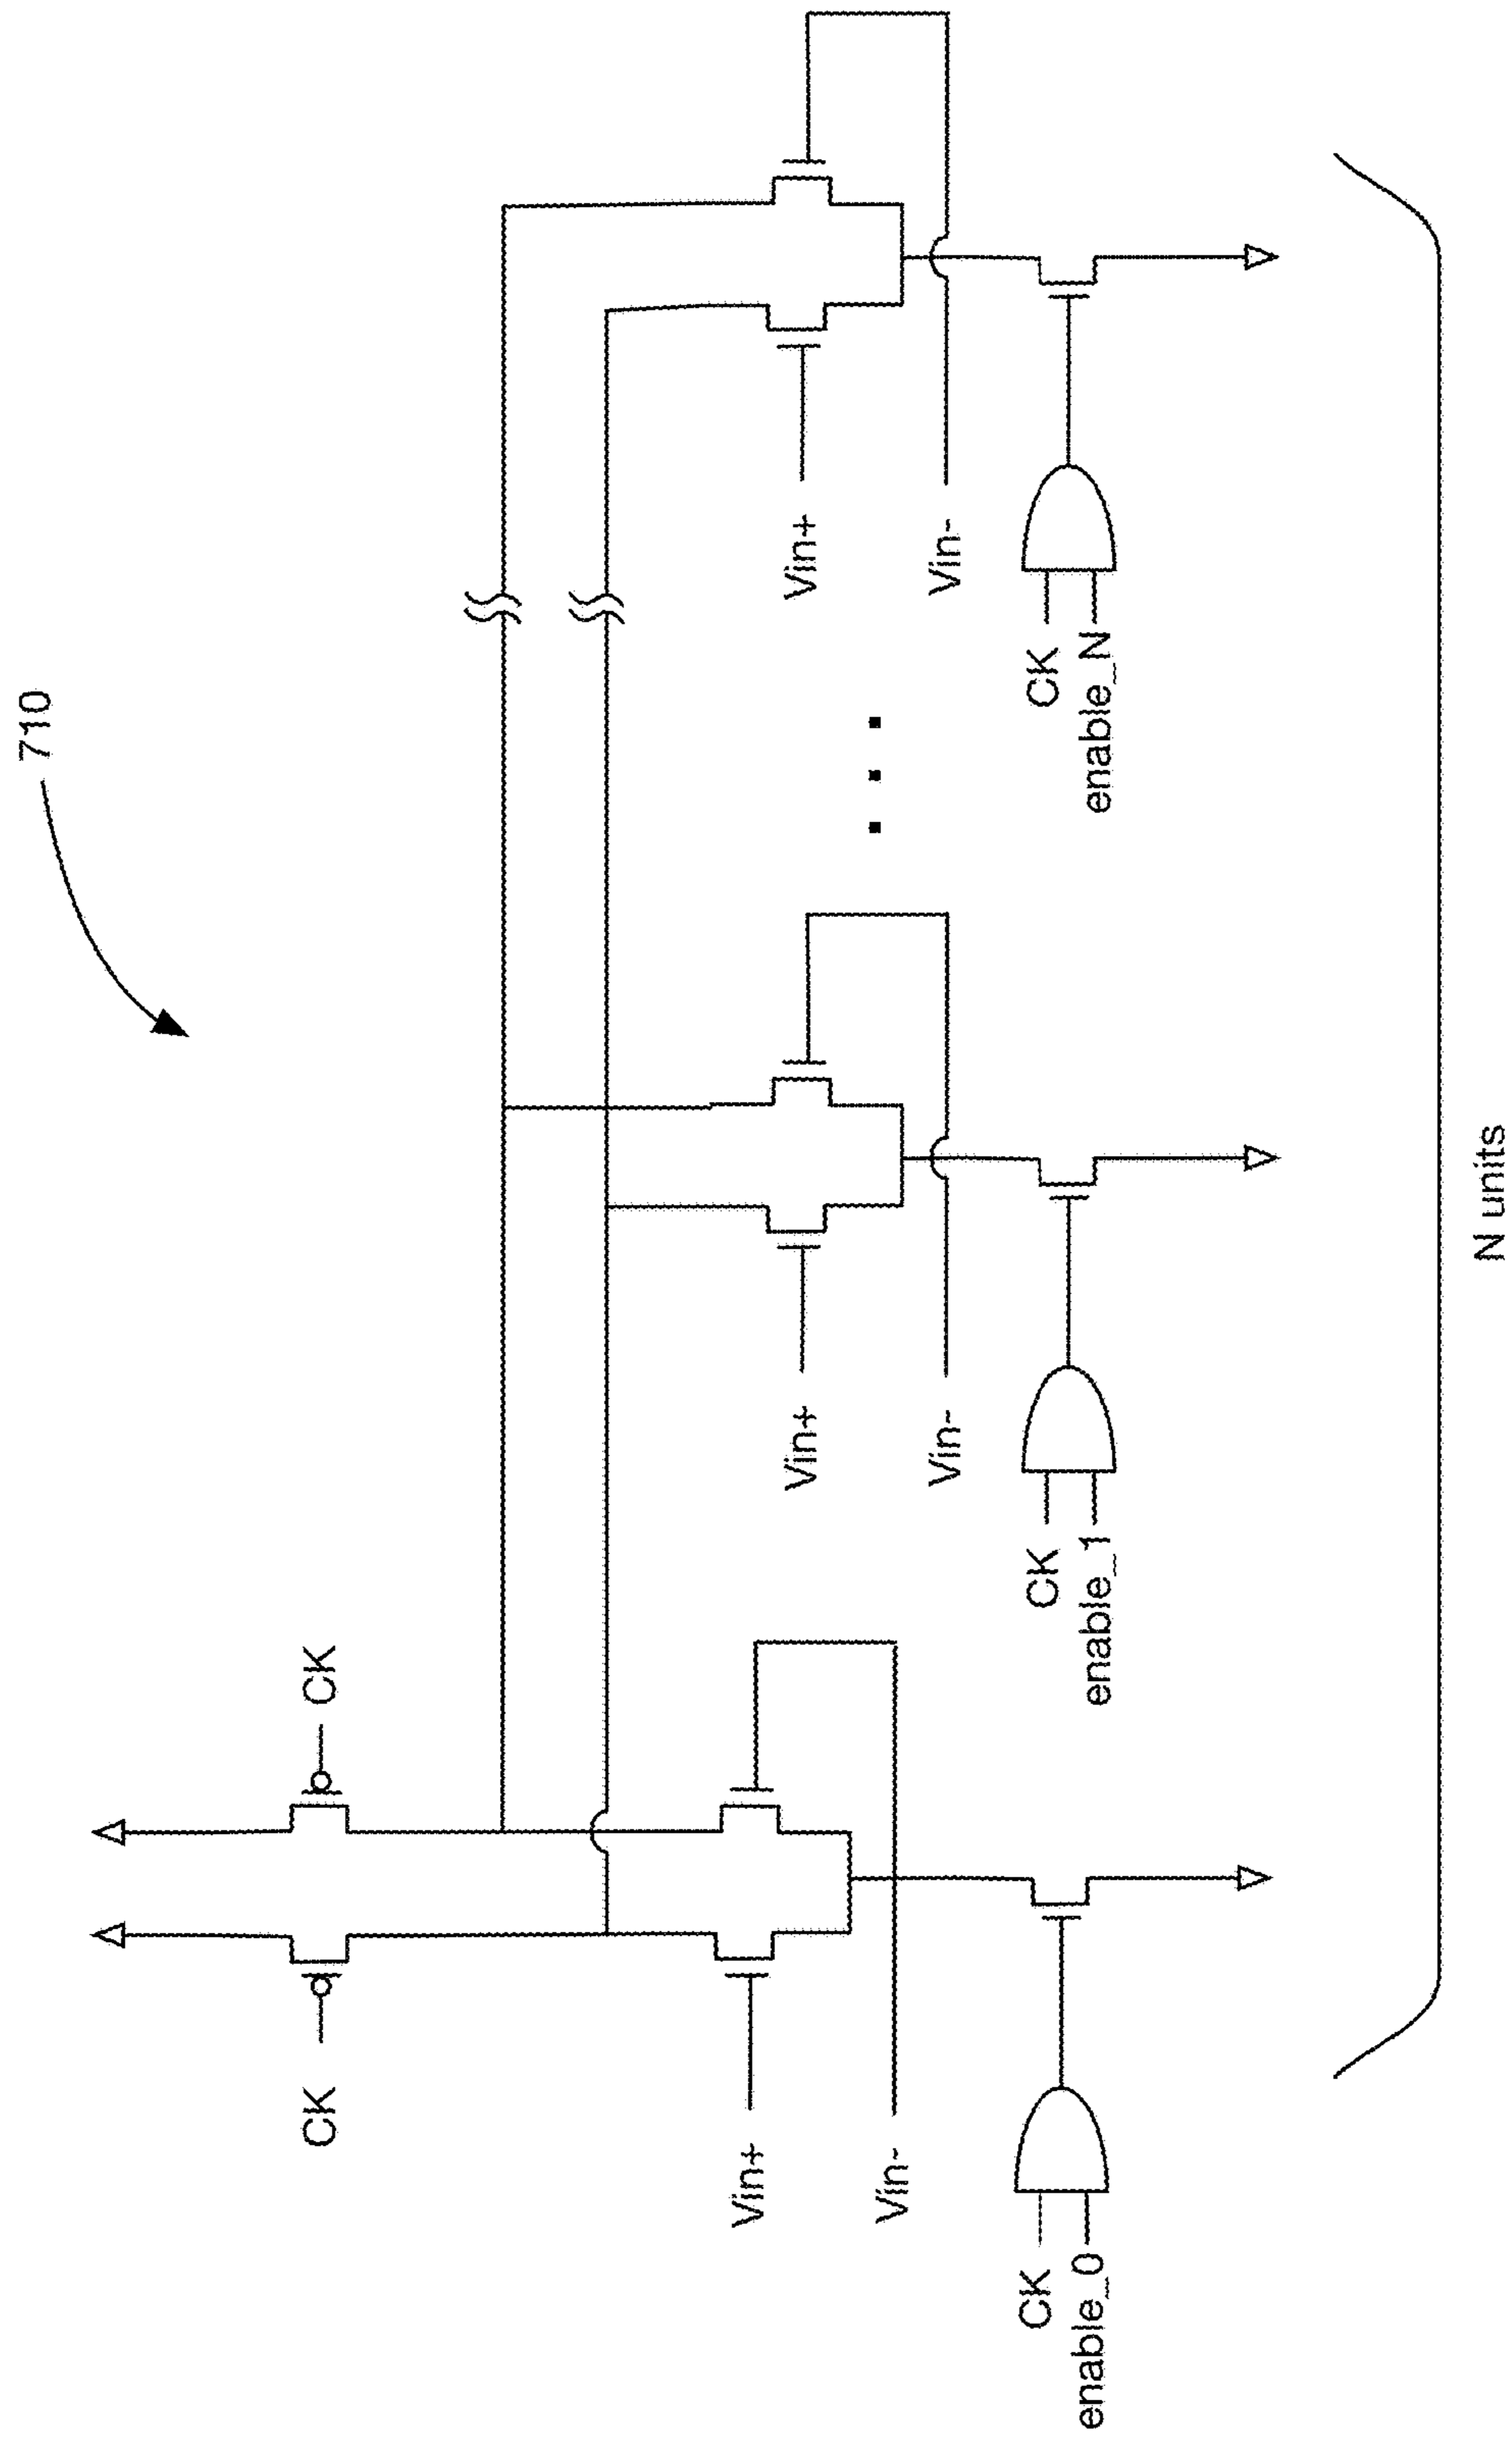 710
CK
CK
Vin+
Vin-
CK
enable_0
Vin+
Vin-
CK
enable_1
Vin+
Vin-
CK
enable_N
N units